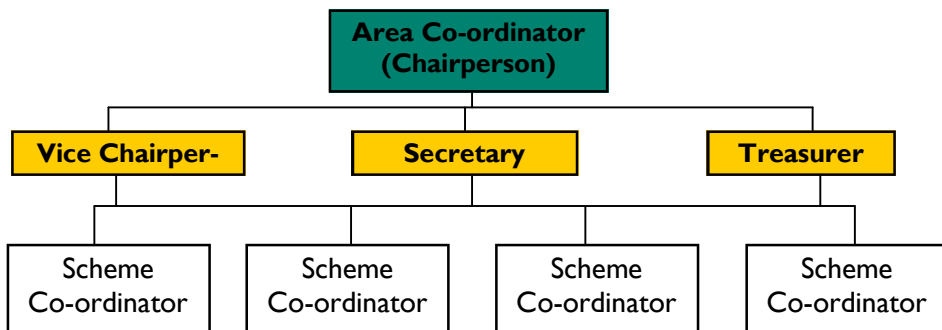 Area Co-ordinator
(Chairperson)
Vice Chairper-
Secretary
Treasurer
Scheme
Co-ordinator
Scheme
Co-ordinator
Scheme
Co-ordinator
Scheme
Co-ordinator